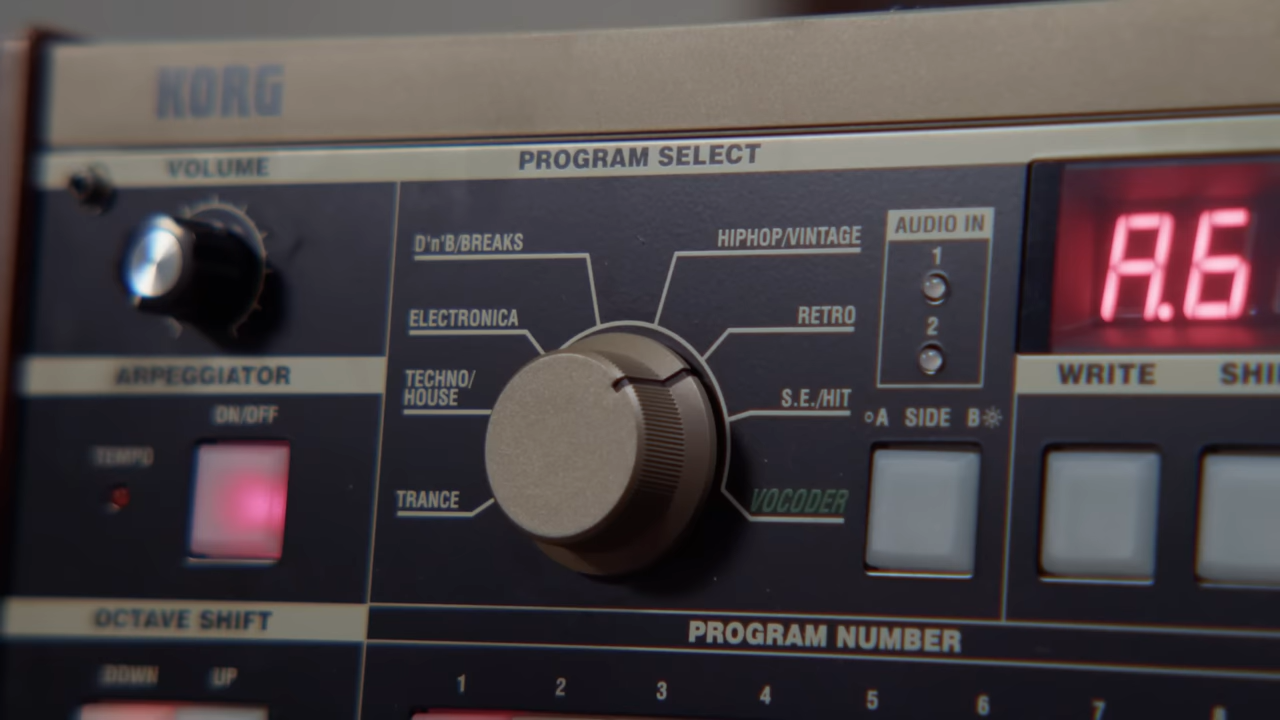 KORG
VOLUME
PROGRAM SELECT
D'n'B/BREAKS
HIPHOP/VINTAGE
AUDIO IN
1
2
ELECTRONICA
RETRO
TECHNO/
HOUSE
S.E./HIT
TRANCE
VOCODER
A SIDE B
A.6
WRITE
ARPEGGIATOR
ON/OFF
TEMPO
OCTAVE SHIFT
DOWN UP
PROGRAM NUMBER
1 2 3 4 5 6 7 8